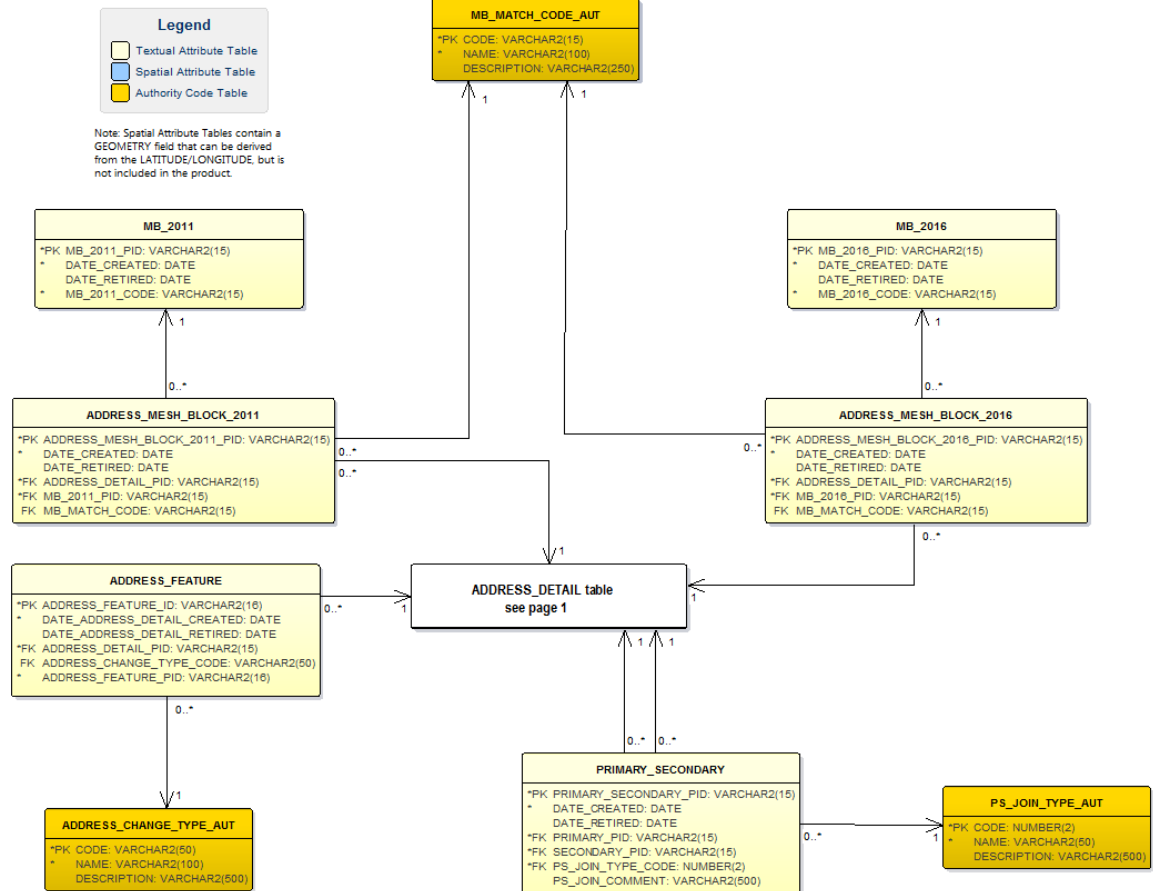 Legend
Textual Attribute Table
Spatial Attribute Table
Authority Code Table
Note: Spatial Attribute Tables contain a
GEOMETRY field that can be derived
from the LATITUDE/LONGITUDE, but is
not included in the product.
MB_MATCH_CODE_AUT
*PK CODE: VARCHAR2(15)
* NAME: VARCHAR2(100)
DESCRIPTION: VARCHAR2(250)
1
1
MB_2011
*PK MB_2011_PID: VARCHAR2(15)
* DATE_CREATED: DATE
DATE_RETIRED: DATE
* MB_2011_CODE: VARCHAR2(15)
1
0..*
MB_2016
*PK MB_2016_PID: VARCHAR2(15)
* DATE_CREATED: DATE
DATE_RETIRED: DATE
* MB_2016_CODE: VARCHAR2(15)
1
0..*
ADDRESS_MESH_BLOCK_2011
*PK ADDRESS_MESH_BLOCK_2011_PID: VARCHAR2(15)
* DATE_CREATED: DATE
DATE_RETIRED: DATE
*FK ADDRESS_DETAIL_PID: VARCHAR2(15)
*FK MB_2011_PID: VARCHAR2(15)
FK MB_MATCH_CODE: VARCHAR2(15)
0..*
0..*
ADDRESS_MESH_BLOCK_2016
*PK ADDRESS_MESH_BLOCK_2016_PID: VARCHAR2(15)
* DATE_CREATED: DATE
DATE_RETIRED: DATE
*FK ADDRESS_DETAIL_PID: VARCHAR2(15)
*FK MB_2016_PID: VARCHAR2(15)
FK MB_MATCH_CODE: VARCHAR2(15)
0..*
0..*
ADDRESS_FEATURE
*PK ADDRESS_FEATURE_ID: VARCHAR2(16)
* DATE_ADDRESS_DETAIL_CREATED: DATE
DATE_ADDRESS_DETAIL_RETIRED: DATE
*FK ADDRESS_DETAIL_PID: VARCHAR2(15)
FK ADDRESS_CHANGE_TYPE_CODE: VARCHAR2(50)
* ADDRESS_FEATURE_PID: VARCHAR2(16)
0..*
1
1
ADDRESS_DETAIL table
see page 1
1
1
1
0..*
1
0..*
0..*
ADDRESS_CHANGE_TYPE_AUT
*PK CODE: VARCHAR2(50)
* NAME: VARCHAR2(100)
DESCRIPTION: VARCHAR2(500)
PRIMARY_SECONDARY
*PK PRIMARY_SECONDARY_PID: VARCHAR2(15)
* DATE_CREATED: DATE
DATE_RETIRED: DATE
*FK PRIMARY_PID: VARCHAR2(15)
*FK SECONDARY_PID: VARCHAR2(15)
*FK PS_JOIN_TYPE_CODE: NUMBER(2)
PS_JOIN_COMMENT: VARCHAR2(500)
0..*
1
PS_JOIN_TYPE_AUT
*PK CODE: NUMBER(2)
* NAME: VARCHAR2(50)
DESCRIPTION: VARCHAR2(500)